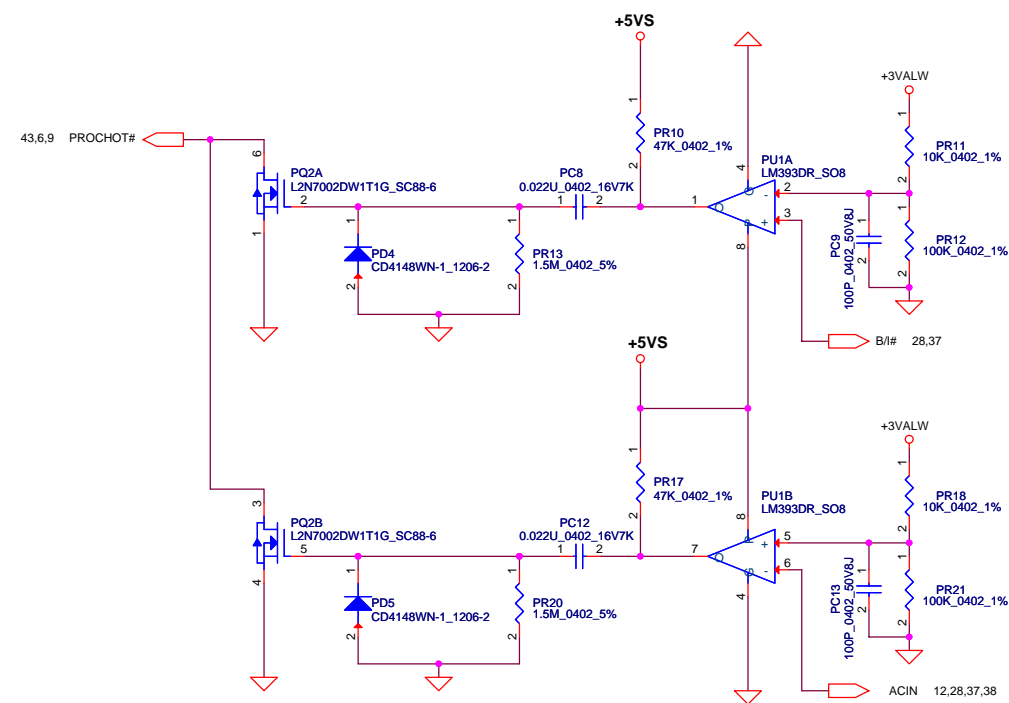 +5VS
+3VALW
43,6,9 PROCHOT#
1
2
PR10
47K_0402_1%
4
PU1A
LM393DR_SO8
1
2
PR11
10K_0402_1%
6
PQ2A
L2N7002DW1T1G_SC88-6
2
1
PC8
0.022U_0402_16V7K
1
2
1
G
O
P
-
+
2
3
8
1
2
PC9
100P_0402_50V8J
1
2
PR12
100K_0402_1%
1
2
PD4
CD4148WN-1_1206-2
1
2
PR13
1.5M_0402_5%
B/I# 28,37
+5VS
+3VALW
1
2
PR17
47K_0402_1%
8
PU1B
LM393DR_SO8
1
2
PR18
10K_0402_1%
3
PQ2B
L2N7002DW1T1G_SC88-6
5
4
PC12
0.022U_0402_16V7K
1
2
7
P
O
G
+
-
5
6
4
1
2
PC13
100P_0402_50V8J
1
2
PR21
100K_0402_1%
1
2
PD5
CD4148WN-1_1206-2
1
2
PR20
1.5M_0402_5%
ACIN 12,28,37,38